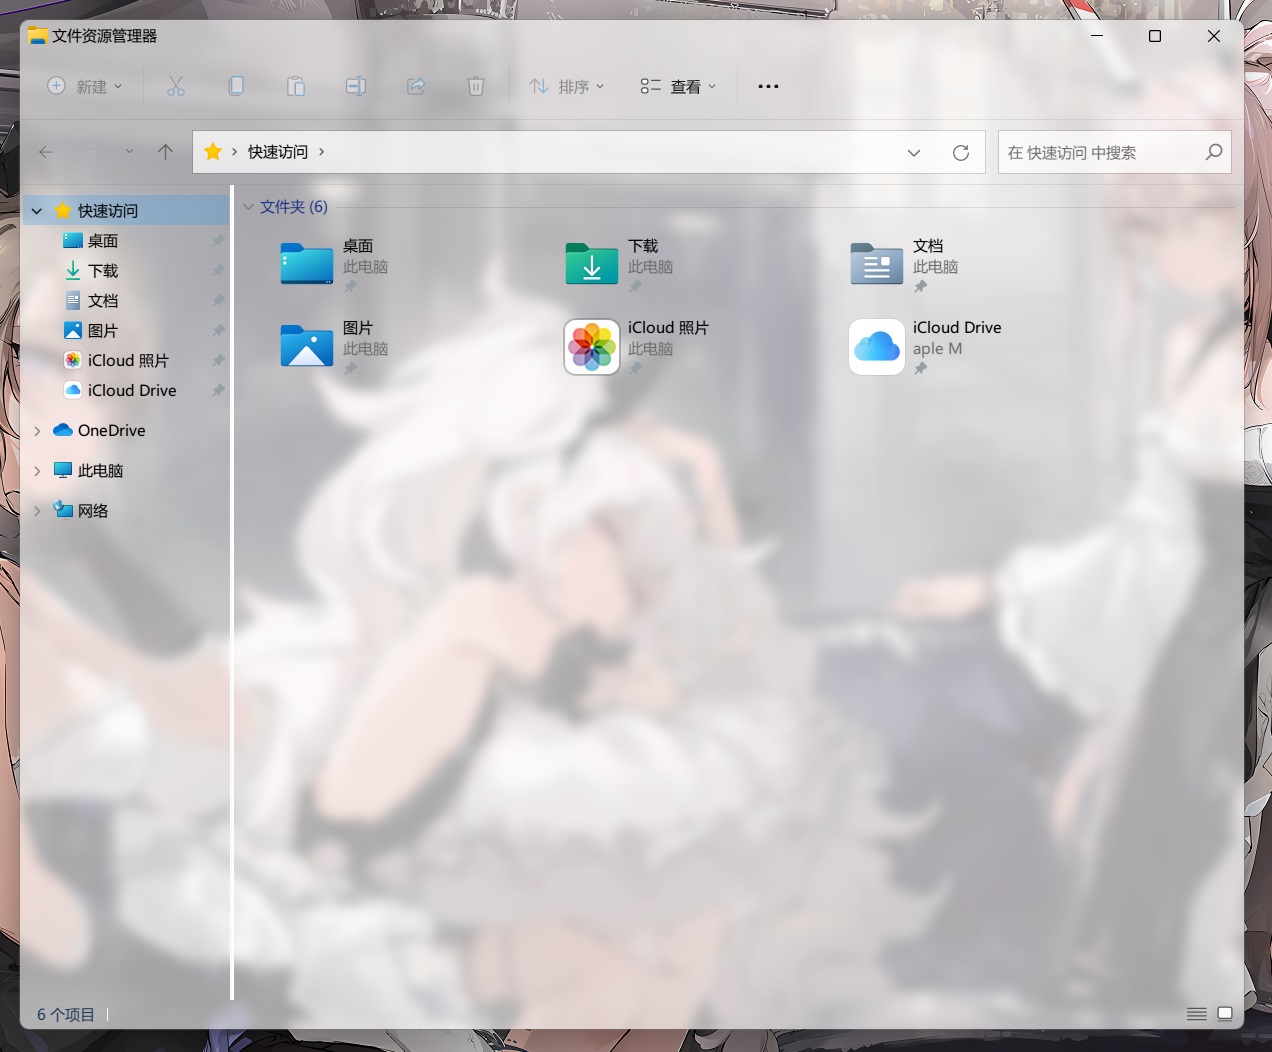 文件资源管理器
新建
排序
查看
快速访问
在 快速访问 中搜索
快速访问
桌面
下载
文档
图片
iCloud 照片
iCloud Drive
OneDrive
此电脑
网络
文件夹 (6)
桌面
此电脑
下载
此电脑
文档
此电脑
图片
此电脑
iCloud 照片
此电脑
iCloud Drive
aple M
6 个项目